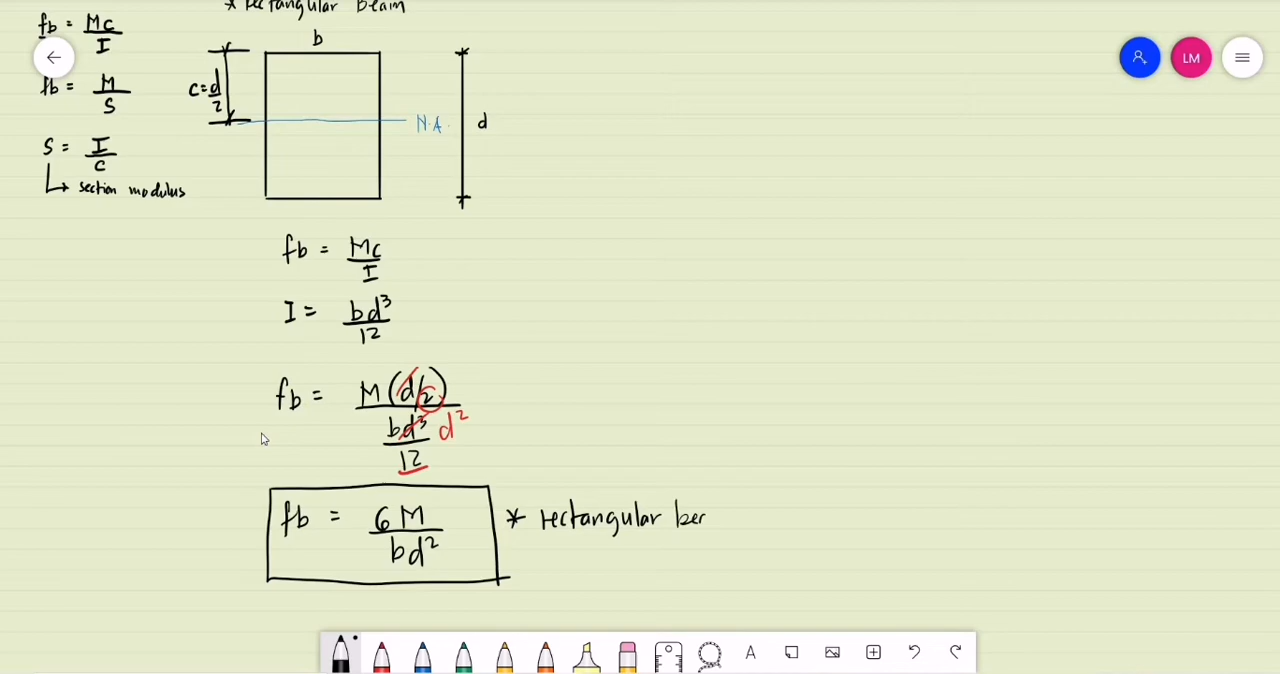 * rectangular Beam
fb = Mc/I
fb = M/S
S = I/c
↳ section modulus
b
c = d/2
N.A.
d
LM
fb = Mc/I
I = bd³/12
fb = M(d/2) / (bd³/12) d²
fb = 6M/bd²
* rectangular ber
A